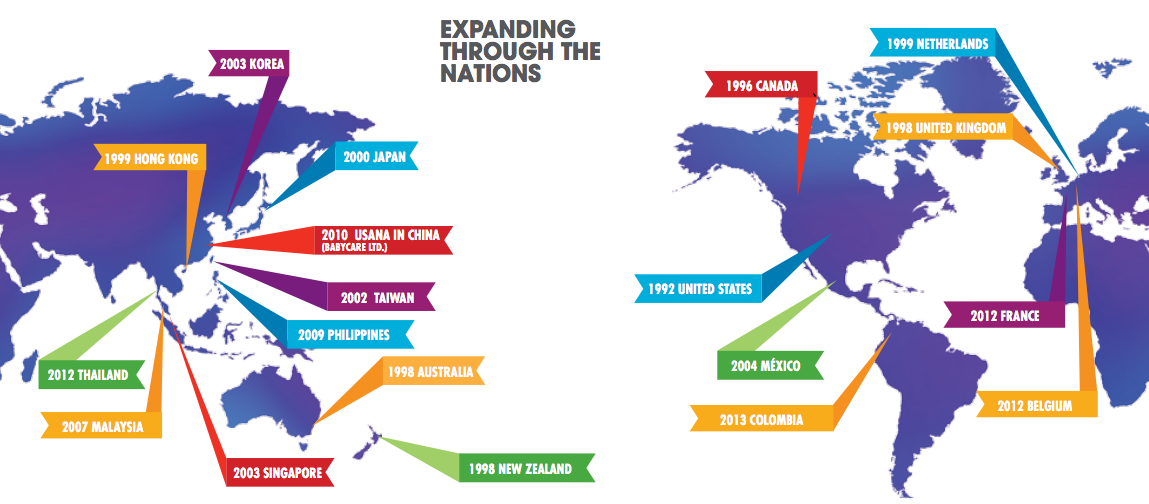 EXPANDING
THROUGH THE
NATIONS
2003 KOREA
1999 HONG KONG
2000 JAPAN
2010 USANA IN CHINA
(BABYCARE LTD.)
2002 TAIWAN
2009 PHILIPPINES
2012 THAILAND
1998 AUSTRALIA
2007 MALAYSIA
2003 SINGAPORE
1998 NEW ZEALAND
1999 NETHERLANDS
1996 CANADA
1998 UNITED KINGDOM
1992 UNITED STATES
2012 FRANCE
2004 MÉXICO
2013 COLOMBIA
2012 BELGIUM